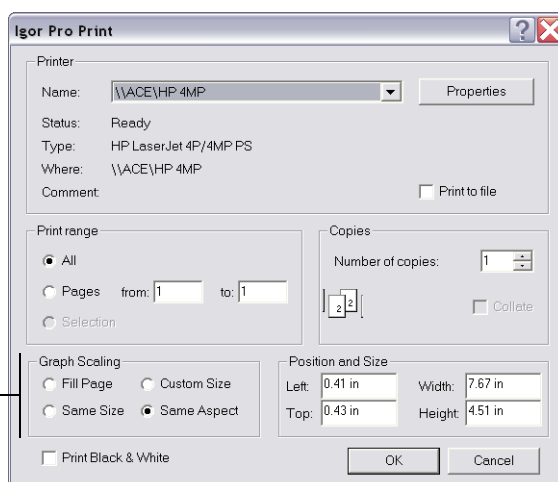 Igor Pro Print
Printer
Name: \\ACE\HP 4MP Properties
Status: Ready
Type: HP LaserJet 4P/4MP PS
Where: \\ACE\HP 4MP
Comment: Print to file
Print range Copies
All Number of copies: 1
Pages from: 1 to: 1
2 2 Collate
Selection
Graph Scaling Position and Size
Fill Page Custom Size Left: 0.41 in Width: 7.67 in
Same Size Same Aspect Top: 0.43 in Height: 4.51 in
Print Black & White OK Cancel